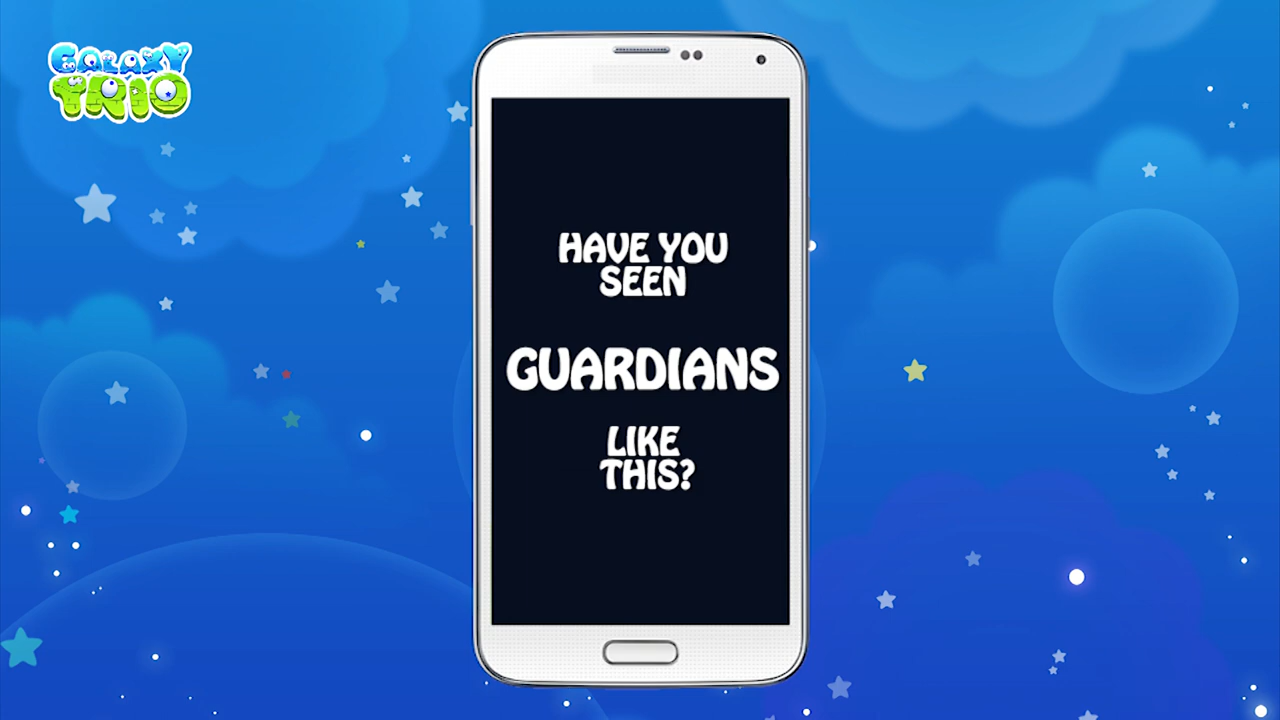 GALAXY
TRIO
HAVE YOU
SEEN
GUARDIANS
LIKE
THIS?